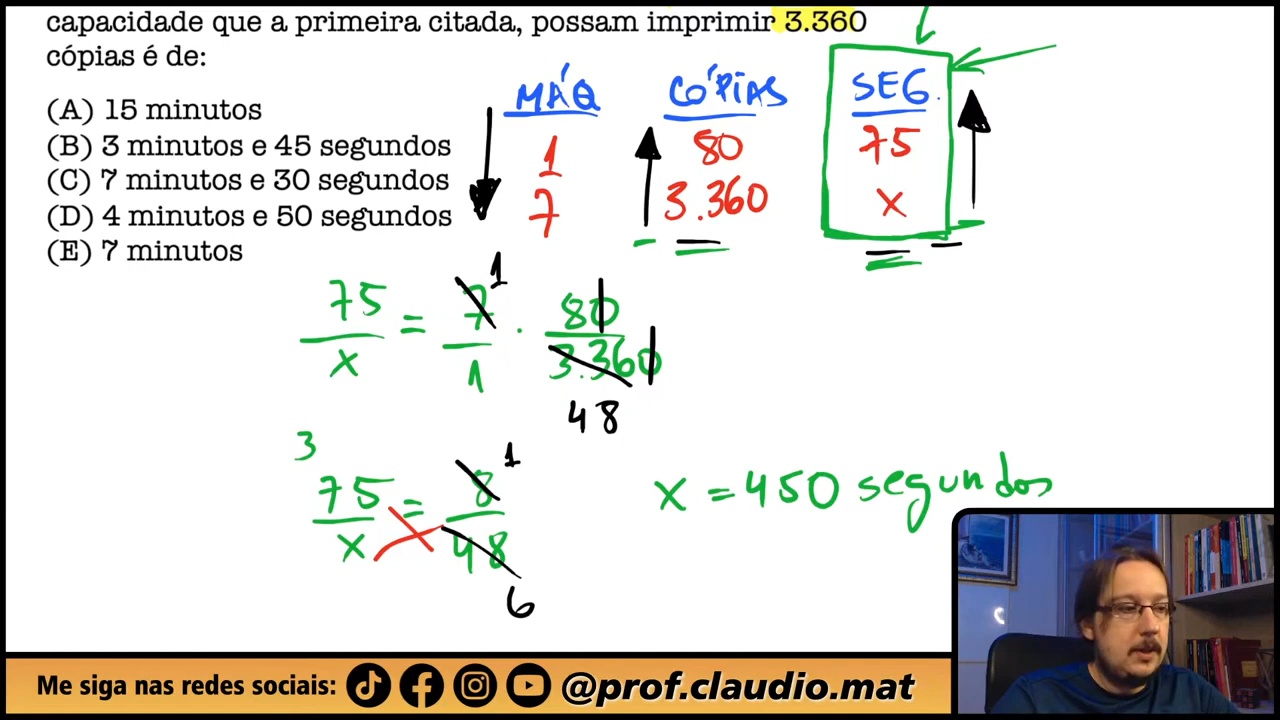 capacidade que a primeira citada, possam imprimir 3.360
cópias é de:
(A) 15 minutos
(B) 3 minutos e 45 segundos
(C) 7 minutos e 30 segundos
(D) 4 minutos e 50 segundos
(E) 7 minutos
MÁQ CÓPIAS SEG.
1 80 75
7 3.360 x
1
75 = 7 . 80
x 1 3.360
48
3 1
75 = 8
x 48
6
x = 450 segundos
Me siga nas redes sociais: @prof.claudio.mat